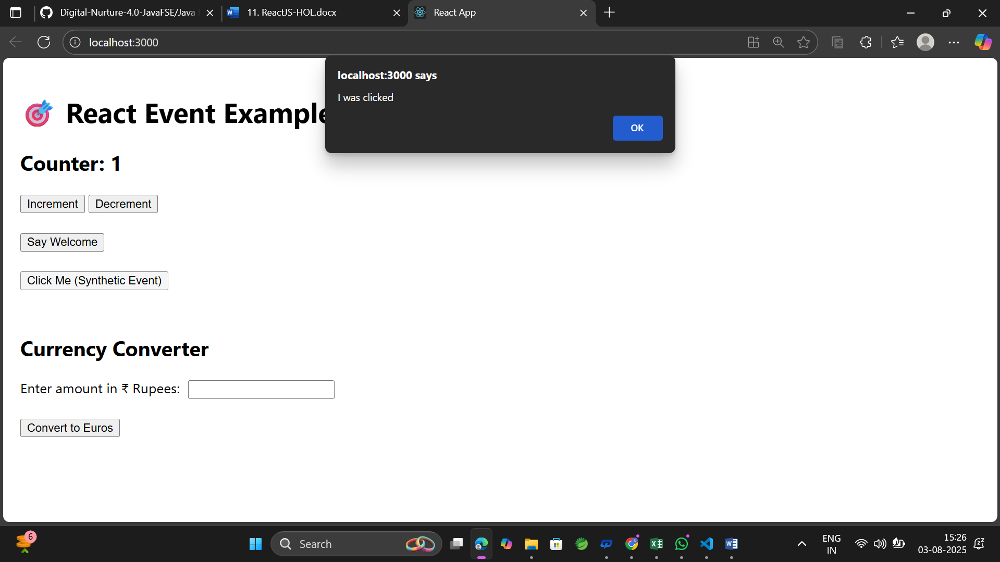 Digital-Nurture-4.0-JavaFSE/Java
11. ReactJS-HOL.docx
React App
localhost:3000
localhost:3000 says
I was clicked
OK
React Event Example
Counter: 1
Increment
Decrement
Say Welcome
Click Me (Synthetic Event)
Currency Converter
Enter amount in ₹ Rupees:
Convert to Euros
6
Search
ENG
IN
15:26
03-08-2025